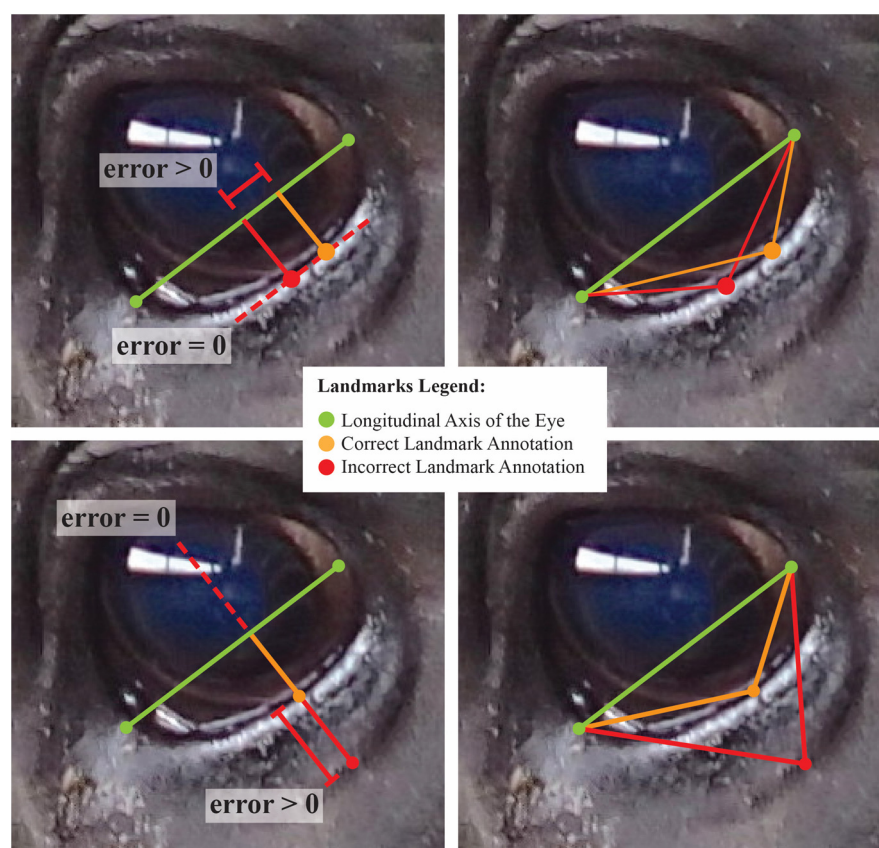 error > 0
error = 0
Landmarks Legend:
Longitudinal Axis of the Eye
Correct Landmark Annotation
Incorrect Landmark Annotation
error = 0
error > 0